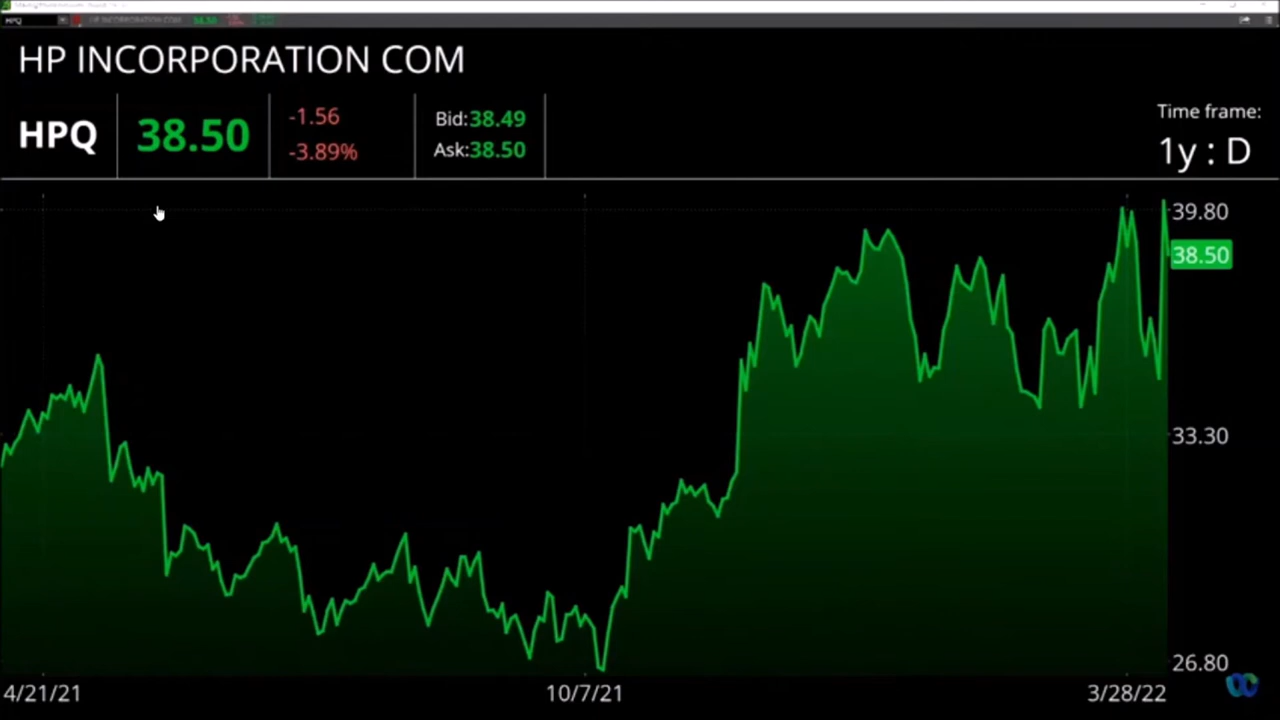 HPQ
HP INCORPORATION COM
HPQ
38.50
-1.56
-3.89%
Bid:38.49
Ask:38.50
Time frame:
1y : D
39.80
38.50
33.30
26.80
4/21/21
10/7/21
3/28/22